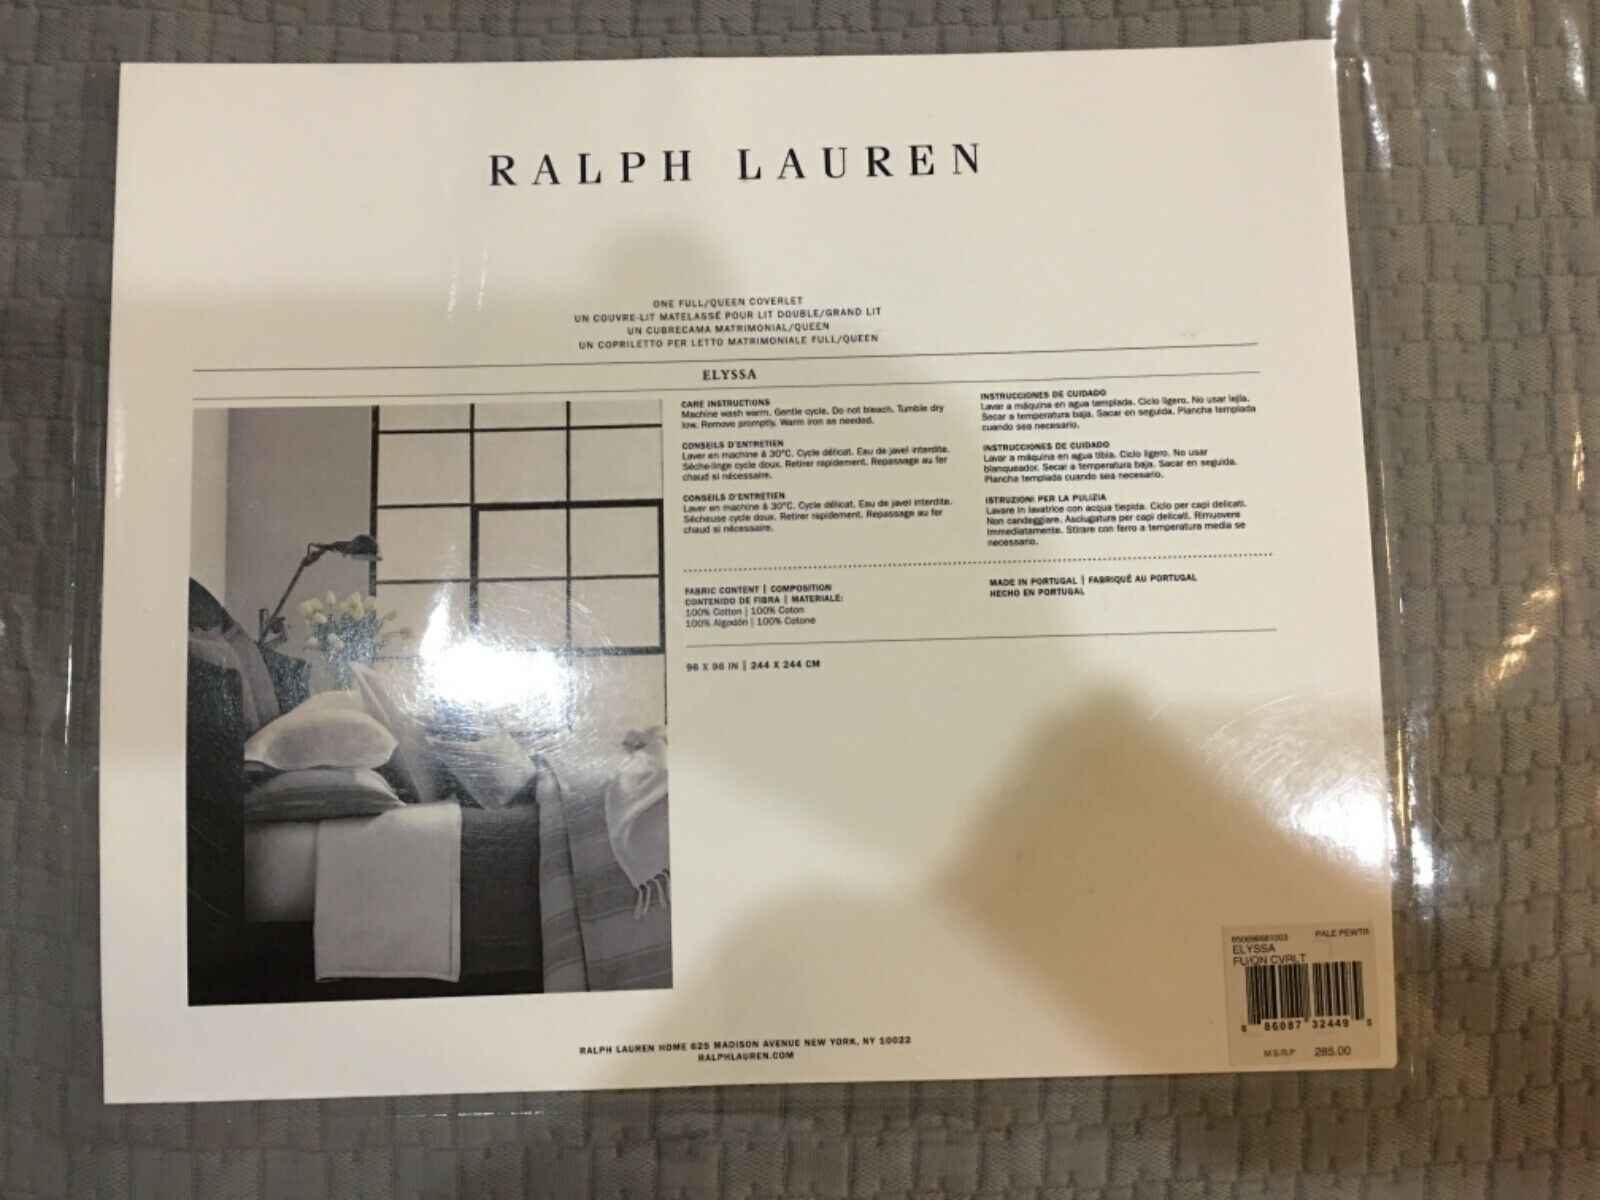 RALPH LAUREN
ONE FULL/QUEEN COVERLET
UN COUVRE-LIT MATELASSÉ POUR LIT DOUBLE/GRAND LIT
UN CUBRECAMA MATRIMONIAL/QUEEN
UN COPRILETTO PER LETTO MATRIMONIALE FULL/QUEEN
ELYSSA
CARE INSTRUCTIONS
Machine wash warm. Gentle cycle. Do not bleach. Tumble dry
low. Remove promptly. Warm iron as needed.
CONSEILS D'ENTRETIEN
Laver en machine à 30°C. Cycle délicat. Eau de javel interdite.
Séche-linge cycle doux. Retirer rapidement. Repassage au fer
chaud si nécessaire.
CONSEILS D'ENTRETIEN
Laver en machine à 30°C. Cycle délicat. Eau de javel interdite.
Sécheuse cycle doux. Retirer rapidement. Repassage au fer
chaud si nécessaire.
INSTRUCCIONES DE CUIDADO
Lavar a máquina en agua templada. Ciclo ligero. No usar lejía.
Secar a temperatura baja. Sacar en seguida. Plancha templada
cuando sea necesario.
INSTRUCCIONES DE CUIDADO
Lavar a máquina en agua tibia. Ciclo ligero. No usar
blanqueador. Secar a temperatura baja. Sacar en seguida.
Plancha templada cuando sea necesario.
ISTRUZIONI PER LA PULIZIA
Lavare in lavatrice con acqua tiepida. Ciclo per capi delicati.
Non candeggiare. Asciugatura per capi delicati. Rimuovere
immediatamente. Stirare con ferro a temperatura media se
necessario.
FABRIC CONTENT | COMPOSITION
CONTENIDO DE FIBRA | MATERIALE:
100% Cotton | 100% Coton
100% Algodón | 100% Cotone
MADE IN PORTUGAL | FABRIQUÉ AU PORTUGAL
HECHO EN PORTUGAL
96 X 96 IN | 244 X 244 CM
650696681003 PALE PEWTR
ELYSSA
FU/QN CVRLT
8 86087 32449 5
M.S.R.P 285.00
RALPH LAUREN HOME 625 MADISON AVENUE NEW YORK, NY 10022
RALPHLAUREN.COM